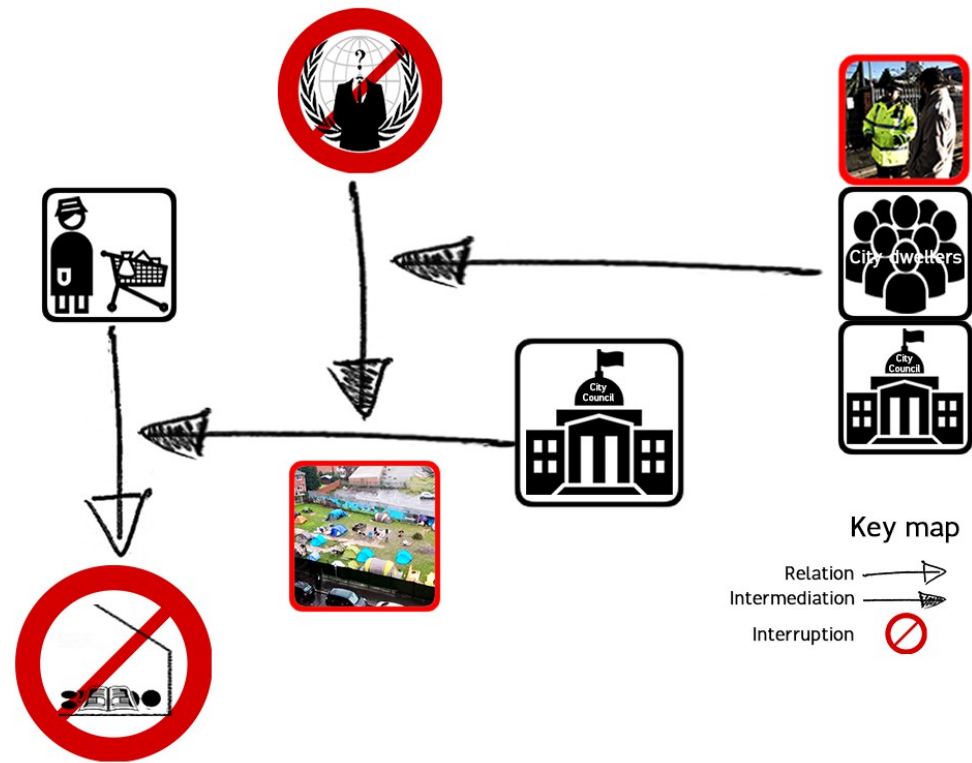 ?
City dwellers
City
Council
City
Council
Key map
Relation
Intermediation
Interruption